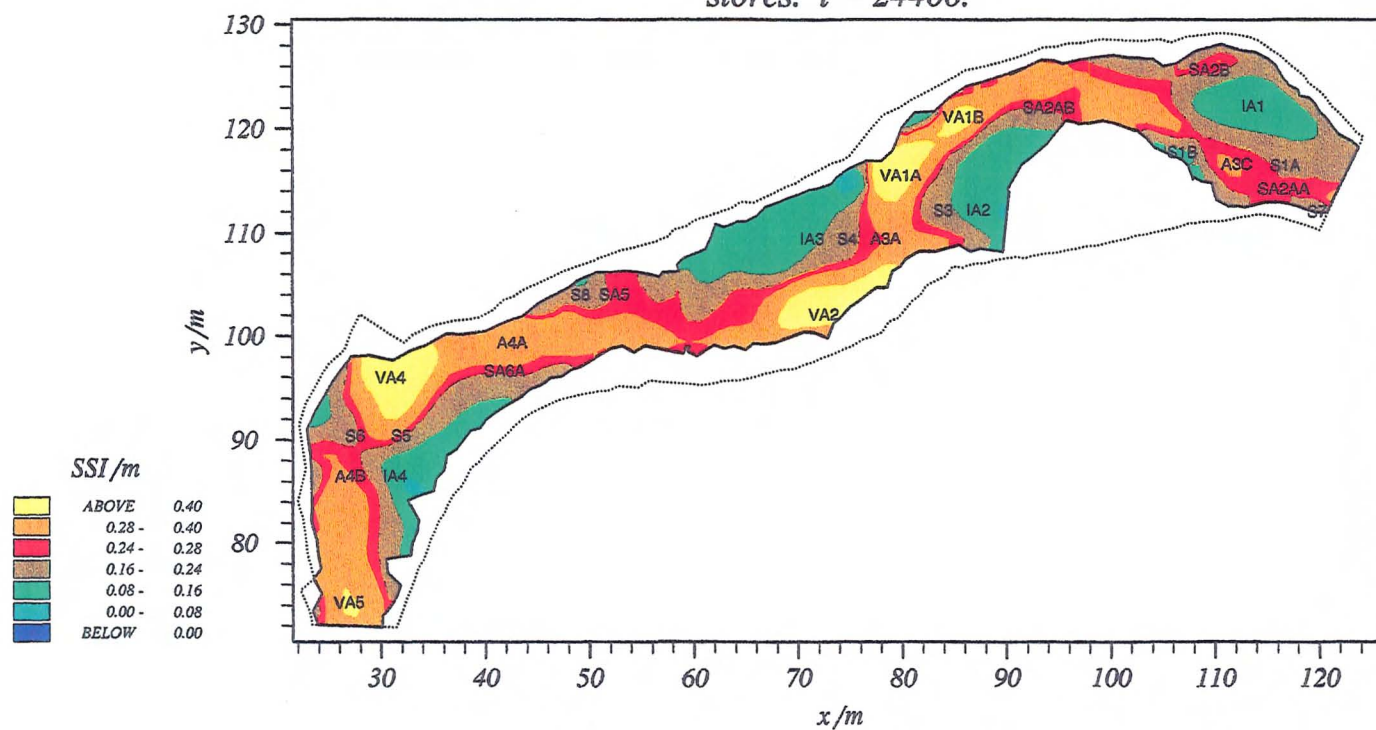 stores. t = 24400.
130
120
110
100
90
80
y/m
SA2B
IA1
VA1B
SA2AB
S1B
A3C
S1A
SA2AA
VA1A
S3
IA2
IA3
S4
A3A
S8
SA5
VA2
A4A
SA6A
VA4
S6
S5
A4B
IA4
VA5
SSI/m
ABOVE 0.40
0.28 - 0.40
0.24 - 0.28
0.16 - 0.24
0.08 - 0.16
0.00 - 0.08
BELOW 0.00
30 40 50 60 70 80 90 100 110 120
x/m